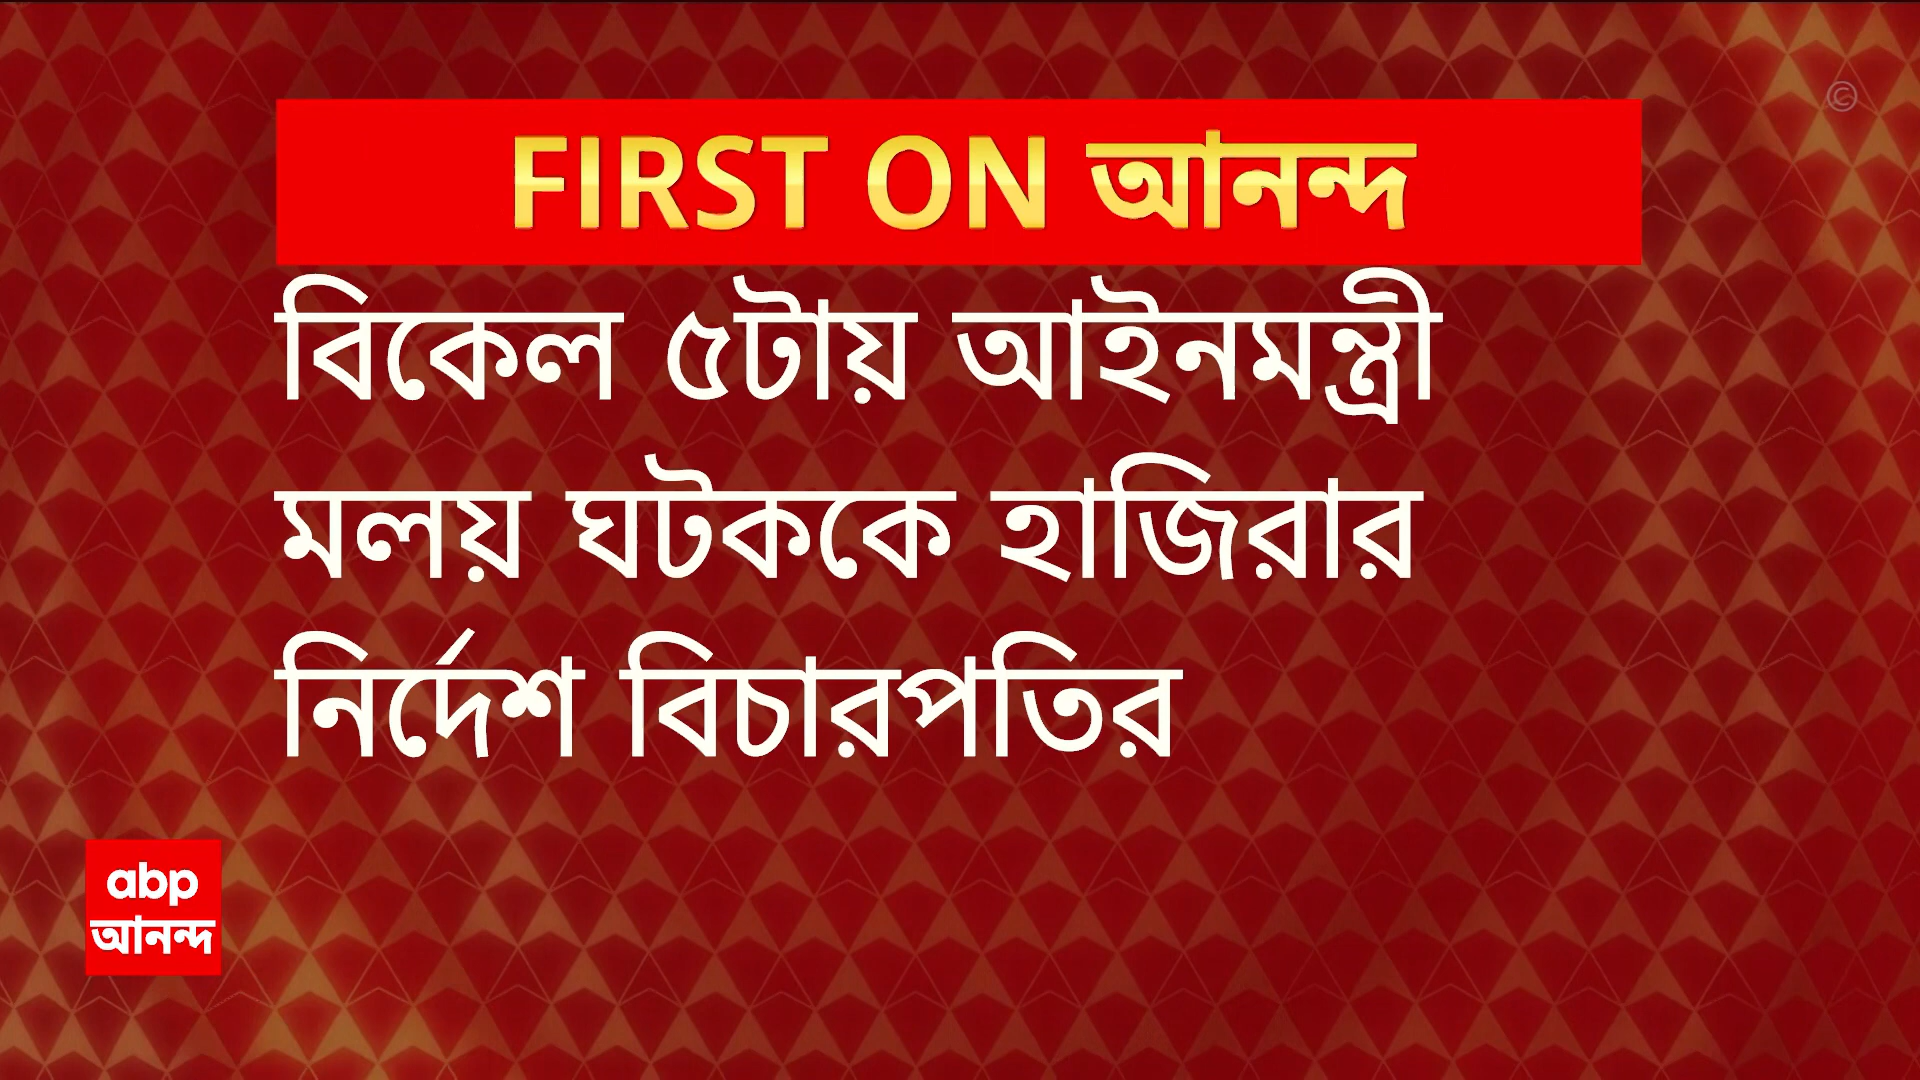 ©
FIRST ON আনন্দ
বিকেল ৫টায় আইনমন্ত্রী
মলয় ঘটককে হাজিরার
নির্দেশ বিচারপতির
abp
আনন্দ